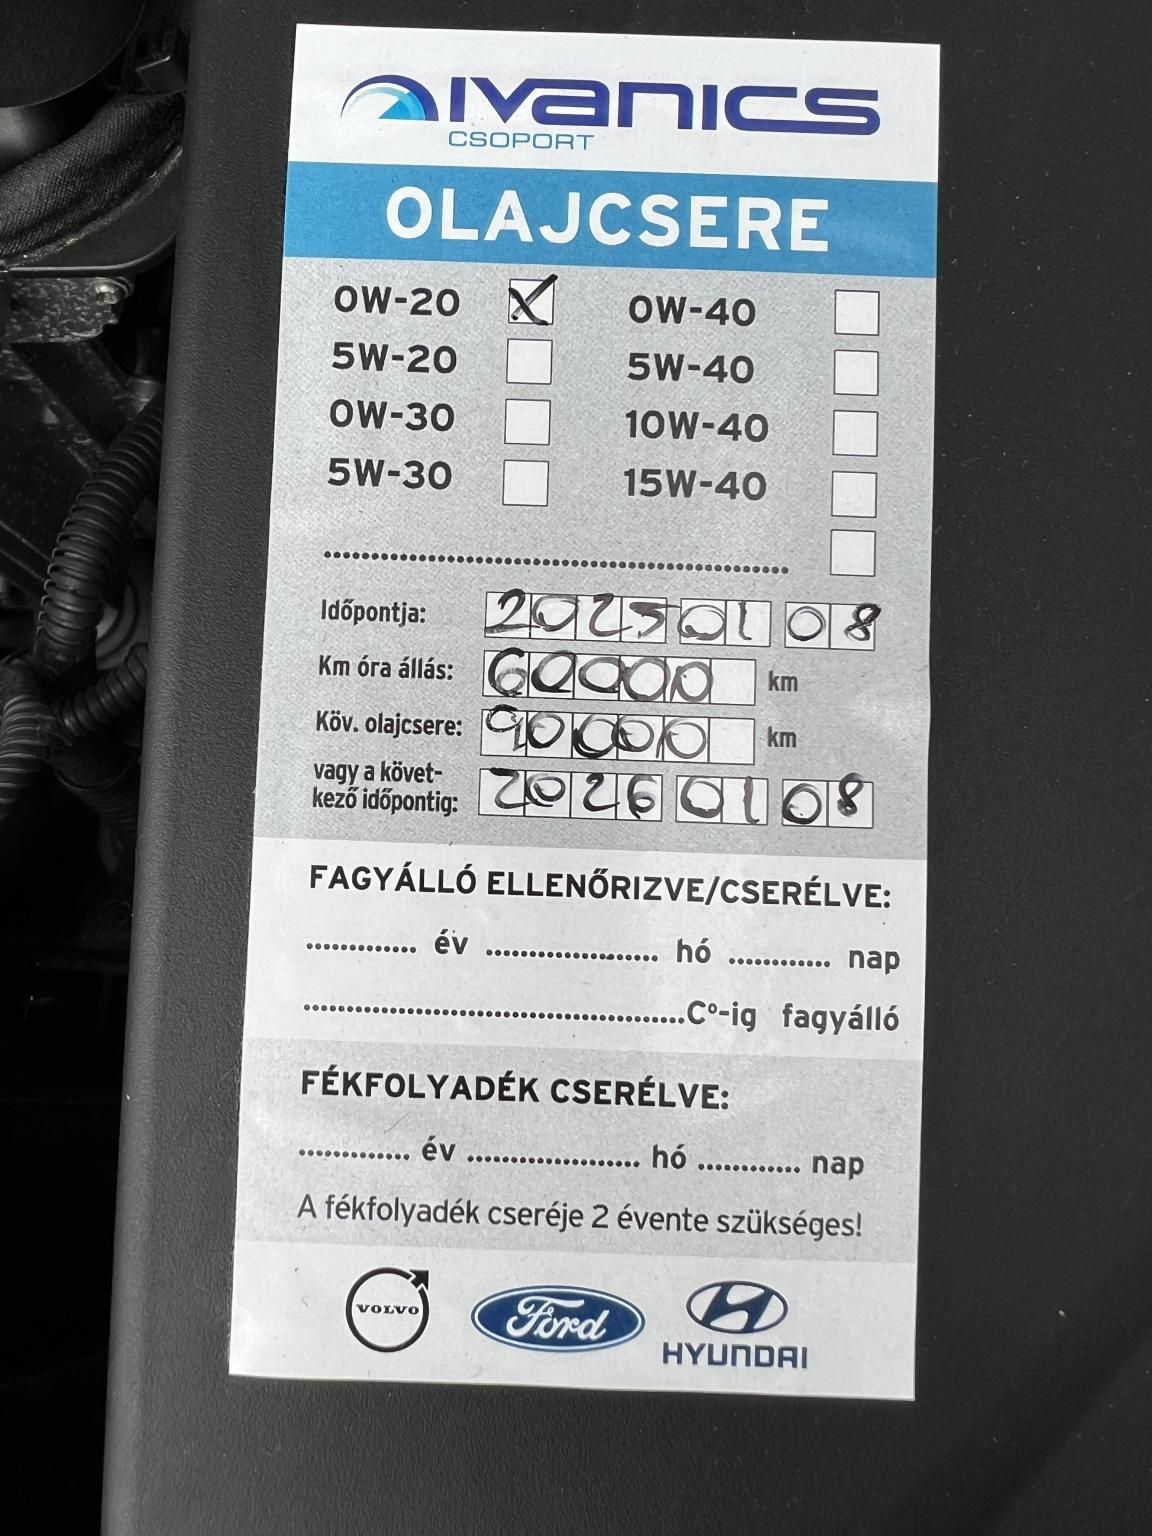 IVANICS
CSOPORT
OLAJCSERE
0W-20 X 0W-40
5W-20 5W-40
0W-30 10W-40
5W-30 15W-40
........................................................
Időpontja: 2025 01 08
Km óra állás: 60000 km
Köv. olajcsere: 90000 km
vagy a követ-
kező időpontig: 2026 01 08
FAGYÁLLÓ ELLENŐRIZVE/CSERÉLVE:
............. év .................... hó ............ nap
............................................C°-ig fagyálló
FÉKFOLYADÉK CSERÉLVE:
............. év .................... hó ............ nap
A fékfolyadék cseréje 2 évente szükséges!
VOLVO Ford HYUNDAI